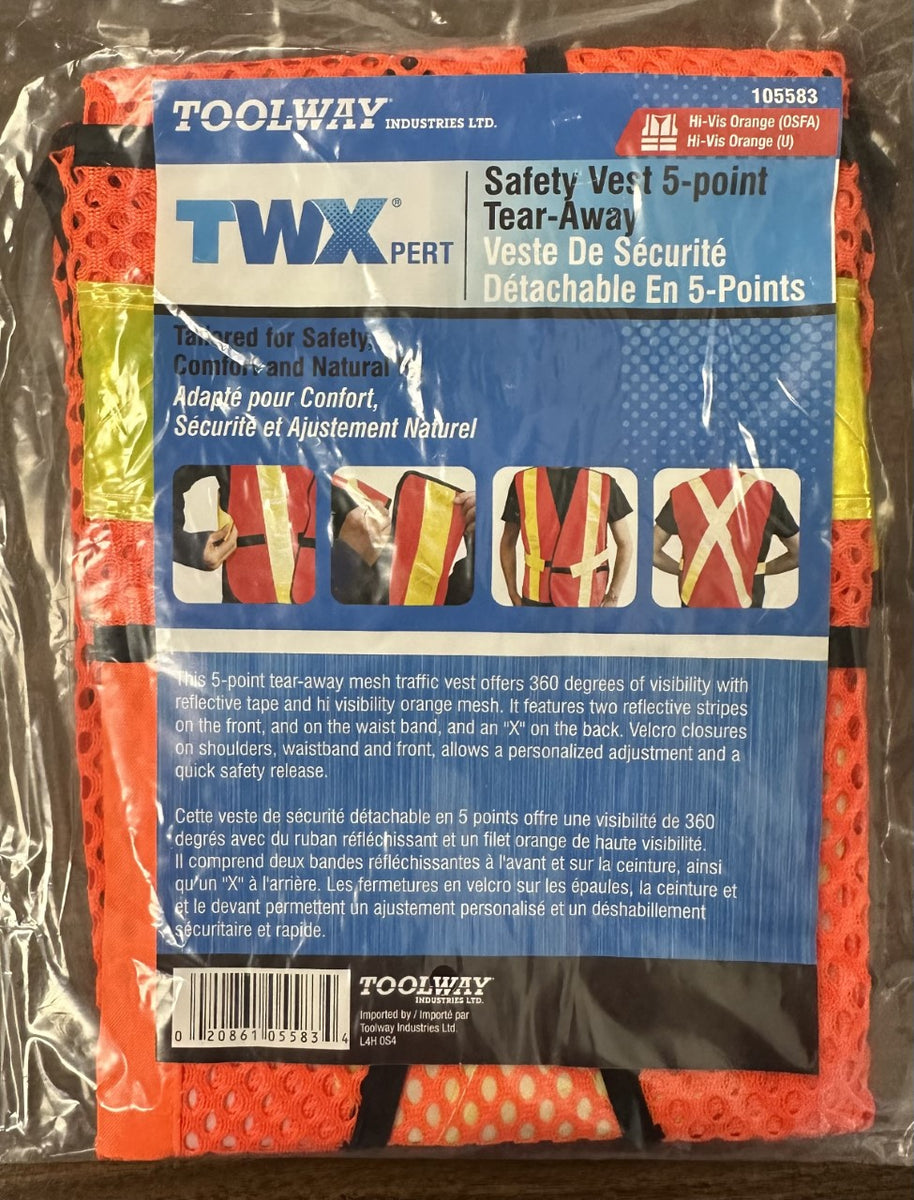 TOOLWAY INDUSTRIES LTD.
105583
Hi-Vis Orange (OSFA)
Hi-Vis Orange (U)
TWXPERT®
Safety Vest 5-point
Tear-Away
Veste De Sécurité
Détachable En 5-Points
Tailored for Safety,
Comfort and Natural
Adapté pour Confort,
Sécurité et Ajustement Naturel
This 5-point tear-away mesh traffic vest offers 360 degrees of visibility with
reflective tape and hi visibility orange mesh. It features two reflective stripes
on the front, and on the waist band, and an "X" on the back. Velcro closures
on shoulders, waistband and front, allows a personalized adjustment and a
quick safety release.
Cette veste de sécurité détachable en 5 points offre une visibilité de 360
degrés avec du ruban réfléchissant et un filet orange de haute visibilité.
Il comprend deux bandes réfléchissantes à l'avant et sur la ceinture, ainsi
qu'un "X" à l'arrière. Les fermetures en velcro sur les épaules, la ceinture et
et le devant permettent un ajustement personalisé et un déshabillement
sécuritaire et rapide.
0 20861 05583 4
TOOLWAY
INDUSTRIES LTD.
Imported by / Importé par
Toolway Industries Ltd.
L4H 0S4